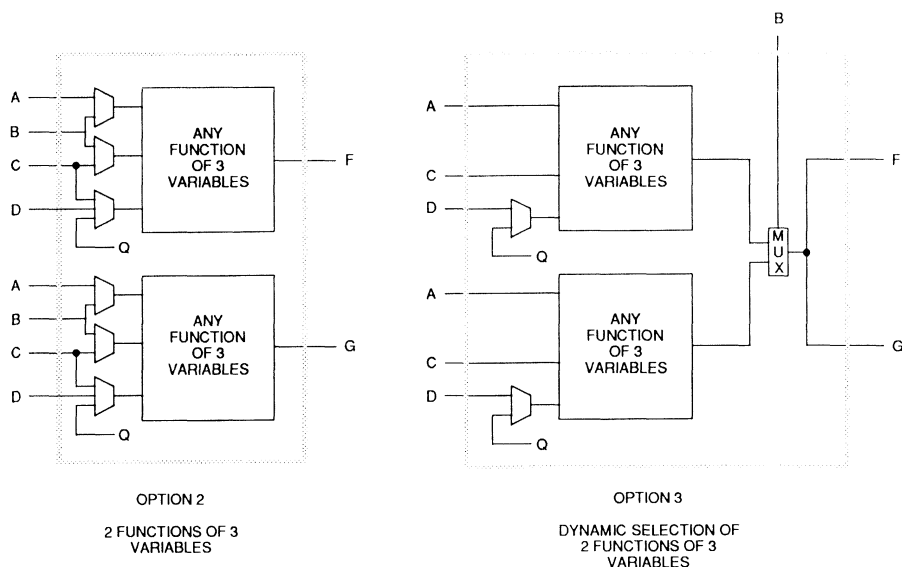 A
B
C
D
Q
ANY
FUNCTION
OF 3
VARIABLES
F
A
B
C
D
Q
ANY
FUNCTION
OF 3
VARIABLES
G
OPTION 2
2 FUNCTIONS OF 3
VARIABLES
B
A
C
D
Q
ANY
FUNCTION
OF 3
VARIABLES
A
C
D
Q
ANY
FUNCTION
OF 3
VARIABLES
M
U
X
F
G
OPTION 3
DYNAMIC SELECTION OF
2 FUNCTIONS OF 3
VARIABLES